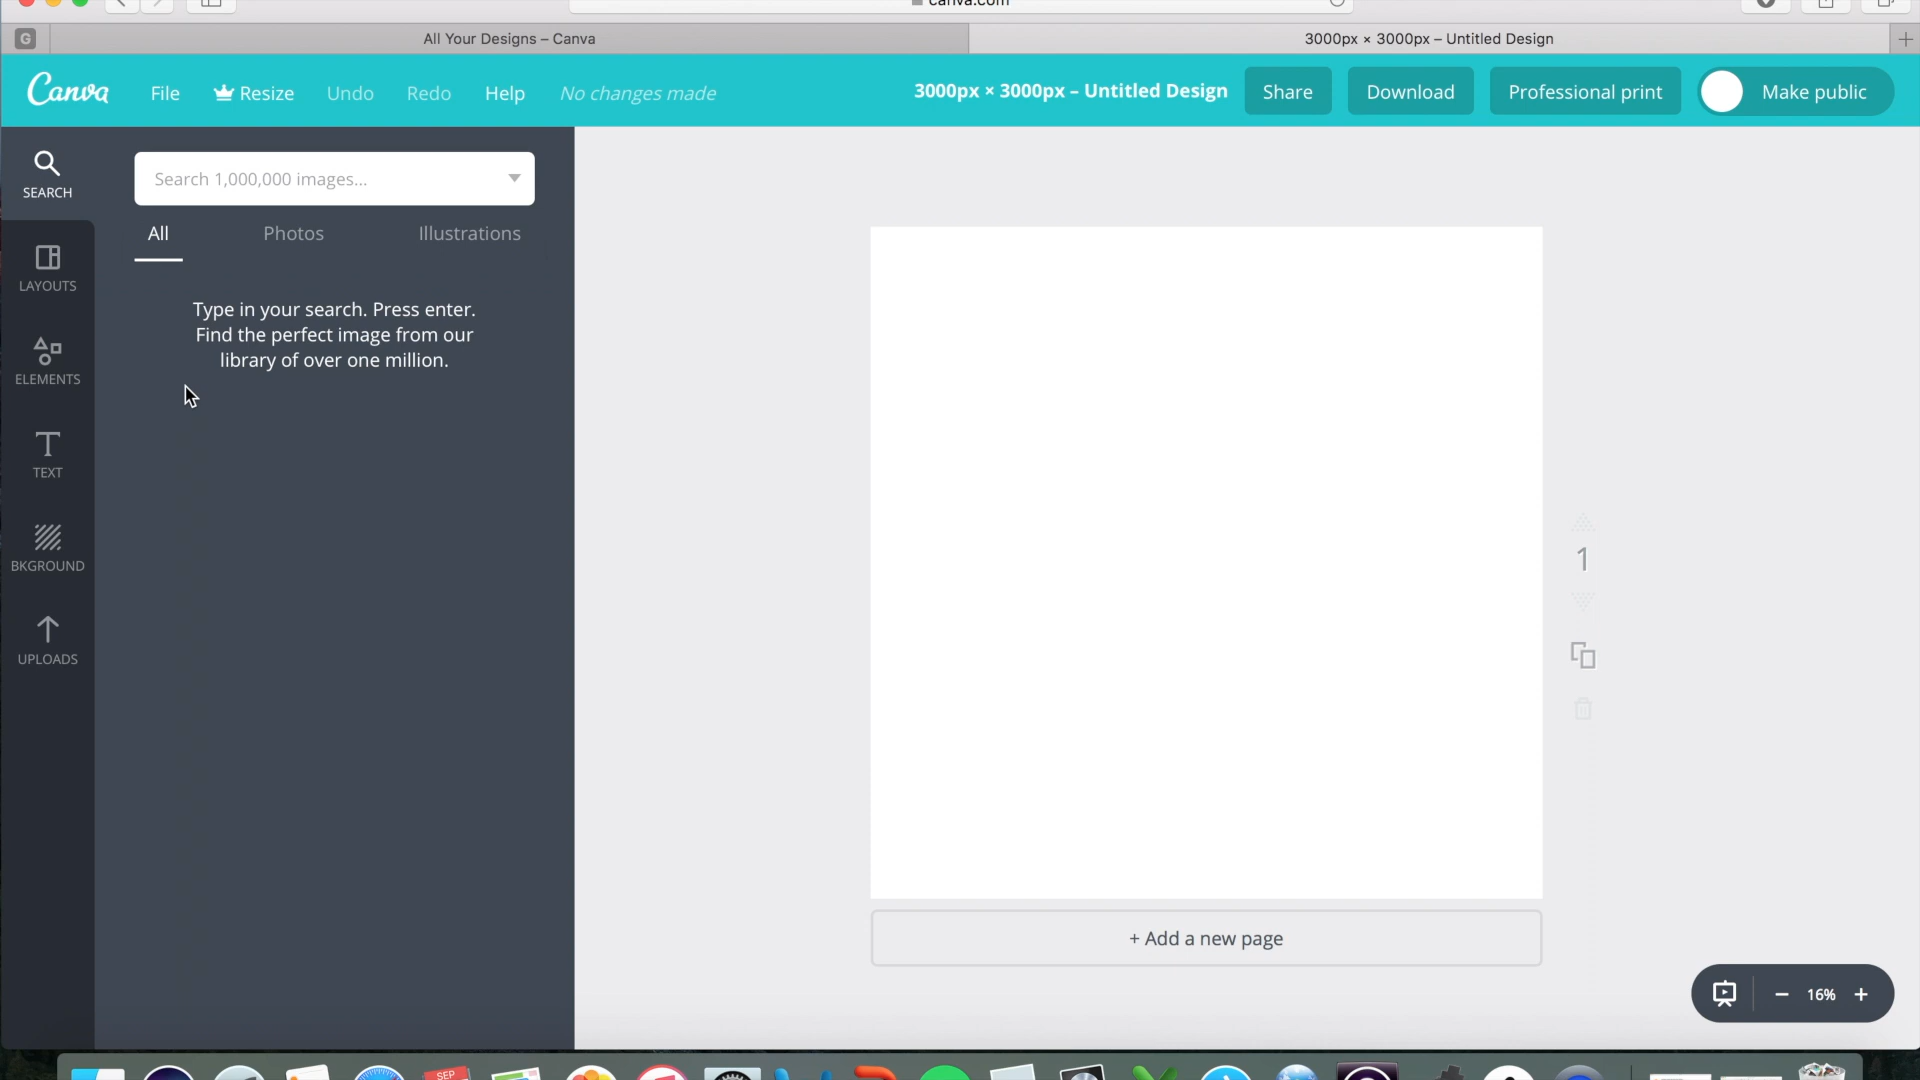 canva.com
G
All Your Designs – Canva
3000px × 3000px – Untitled Design
Canva
File
Resize
Undo
Redo
Help
No changes made
3000px × 3000px – Untitled Design
Share
Download
Professional print
Make public
SEARCH
LAYOUTS
ELEMENTS
TEXT
BKGROUND
UPLOADS
Search 1,000,000 images...
All
Photos
Illustrations
Type in your search. Press enter.
Find the perfect image from our
library of over one million.
1
+ Add a new page
16%
SEP